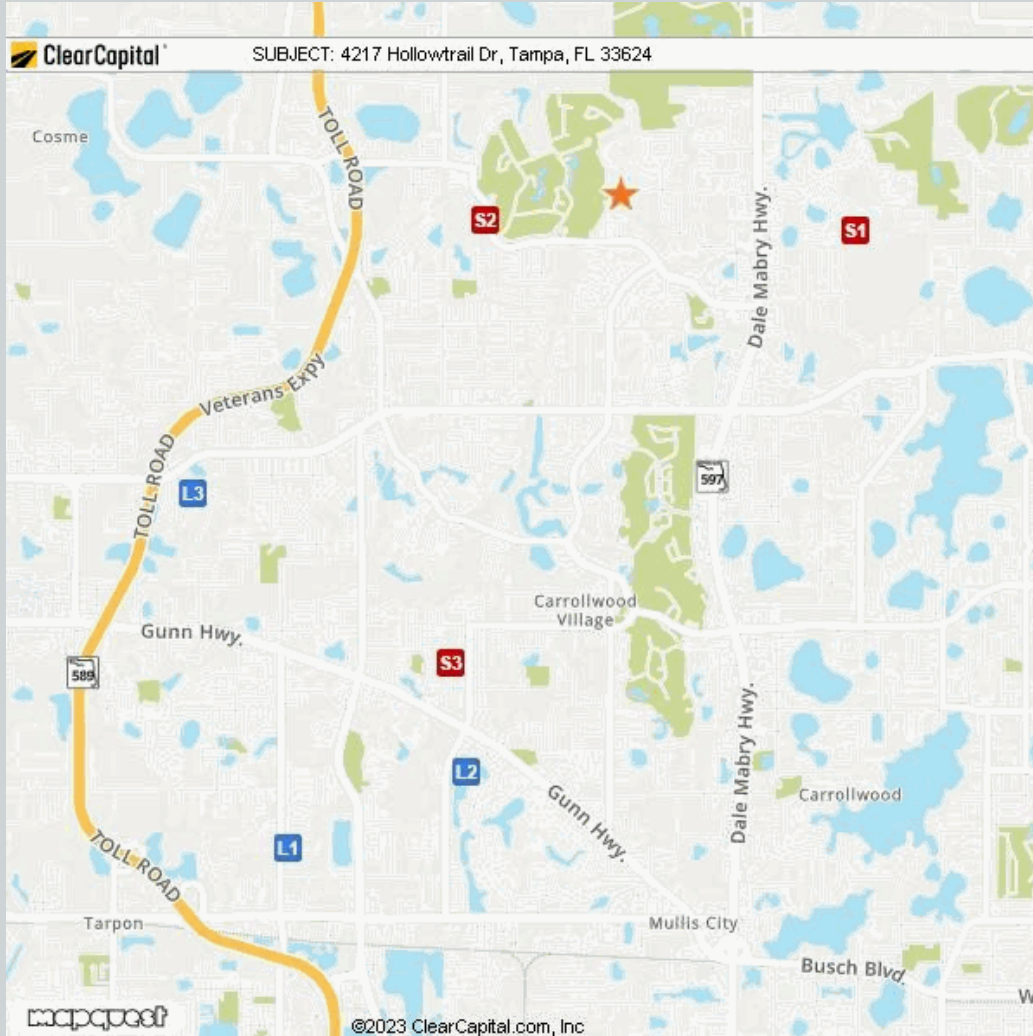 ClearCapital SUBJECT: 4217 Hollowtrail Dr, Tampa, FL 33624
TOLL ROAD
Cosme
S2
S1
Dale Mabry Hwy.
Veterans Expy
TOLL ROAD
L3
597
Carrollwood
Village
Gunn Hwy.
S3
589
L2
Dale Mabry Hwy.
Gunn Hwy.
Carrollwood
L1
TOLL ROAD
Tarpon
Mullis City
Busch Blvd.
W
mapquest
©2023 ClearCapital.com, Inc